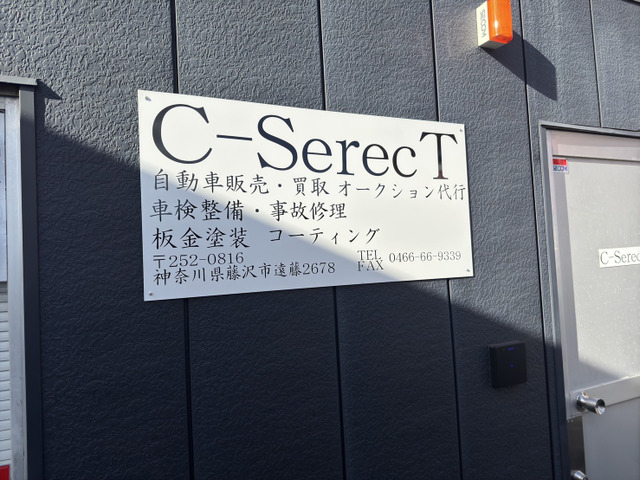 C-SerecT
自動車販売・買取 オークション代行
車検整備・事故修理
板金塗装 コーティング
〒252-0816
神奈川県藤沢市遠藤2678
TEL
FAX 0466-66-9339
SECOM
C-Serec